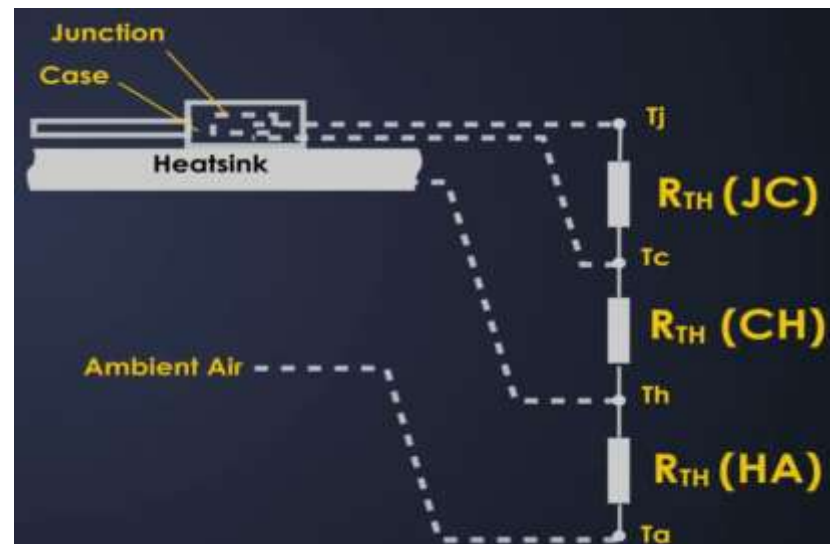 Junction
Case
Heatsink
Tj
RTH (JC)
Tc
RTH (CH)
Ambient Air
Th
RTH (HA)
Ta